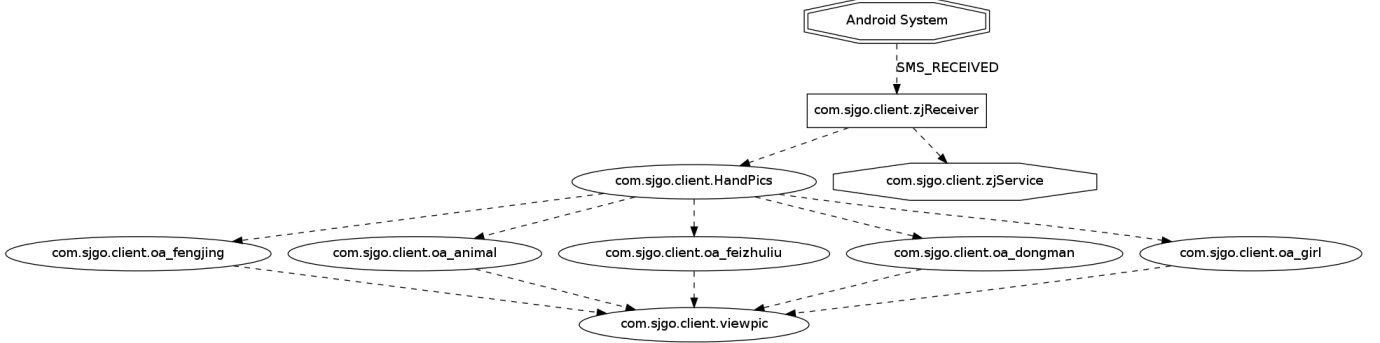 Android System
SMS_RECEIVED
com.sjgo.client.zjReceiver
com.sjgo.client.HandPics
com.sjgo.client.zjService
com.sjgo.client.oa_fengjing
com.sjgo.client.oa_animal
com.sjgo.client.oa_feizhuliu
com.sjgo.client.oa_dongman
com.sjgo.client.oa_girl
com.sjgo.client.viewpic